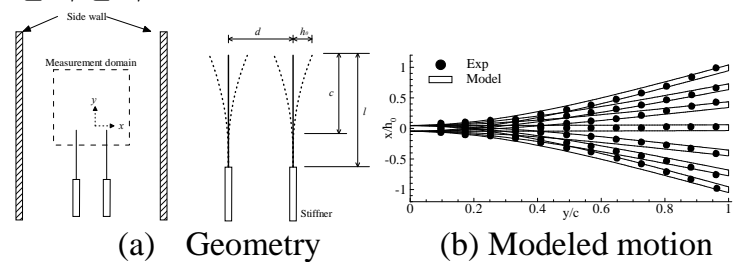 Side wall
Measurement domain
y
x
d
h₀
c
l
Stiffner
(a) Geometry
x/h₀
1
0.5
0
-0.5
-1
Exp
Model
0
0.2
0.4
0.6
0.8
1
y/c
(b) Modeled motion